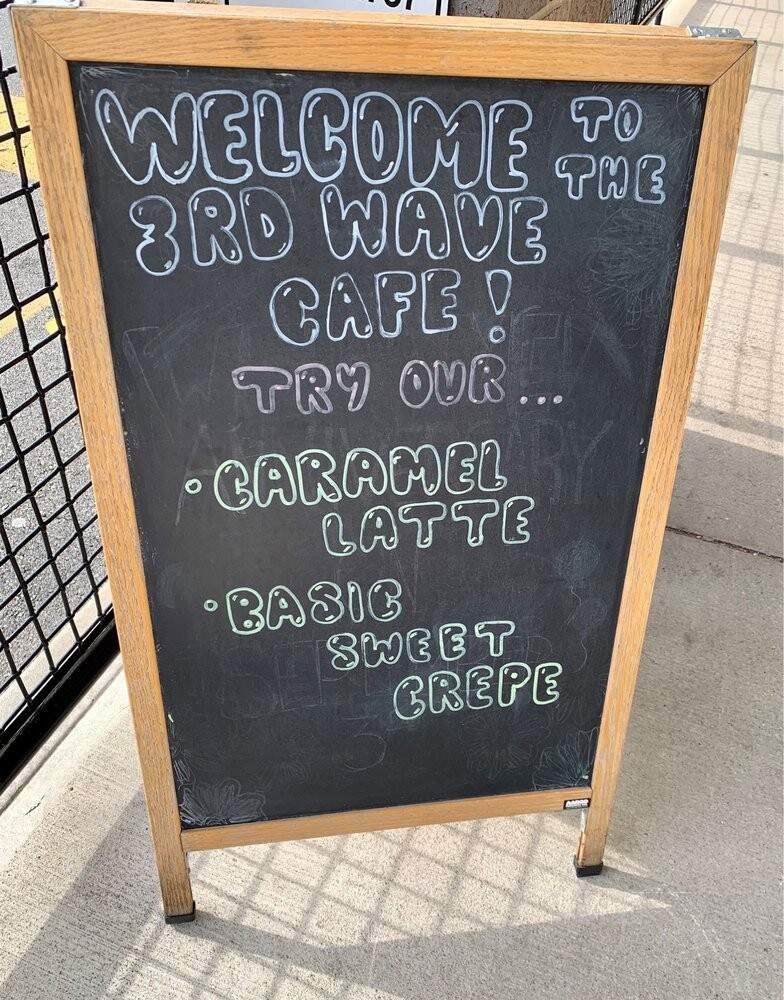 WELCOME TO THE
3RD WAVE
CAFE!
TRY OUR...
• CARAMEL
LATTE
• BASIC
SWEET
CREPE